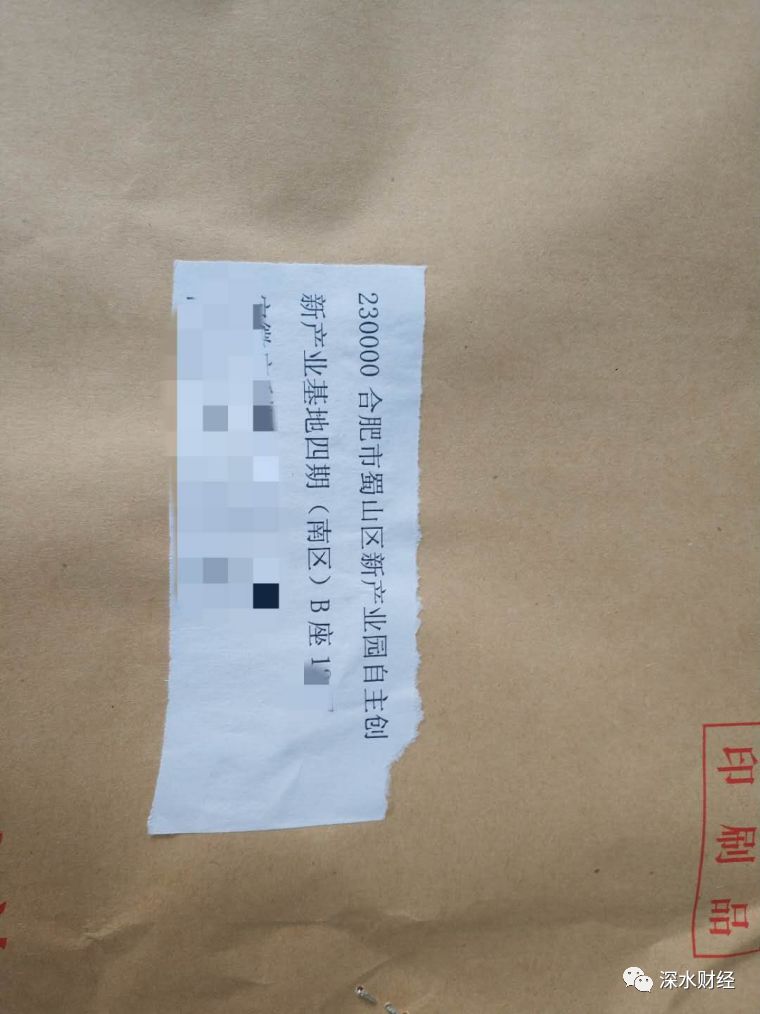 230000 合肥市蜀山区新产业园自主创
新产业基地四期（南区）B座1
印刷品
深水财经